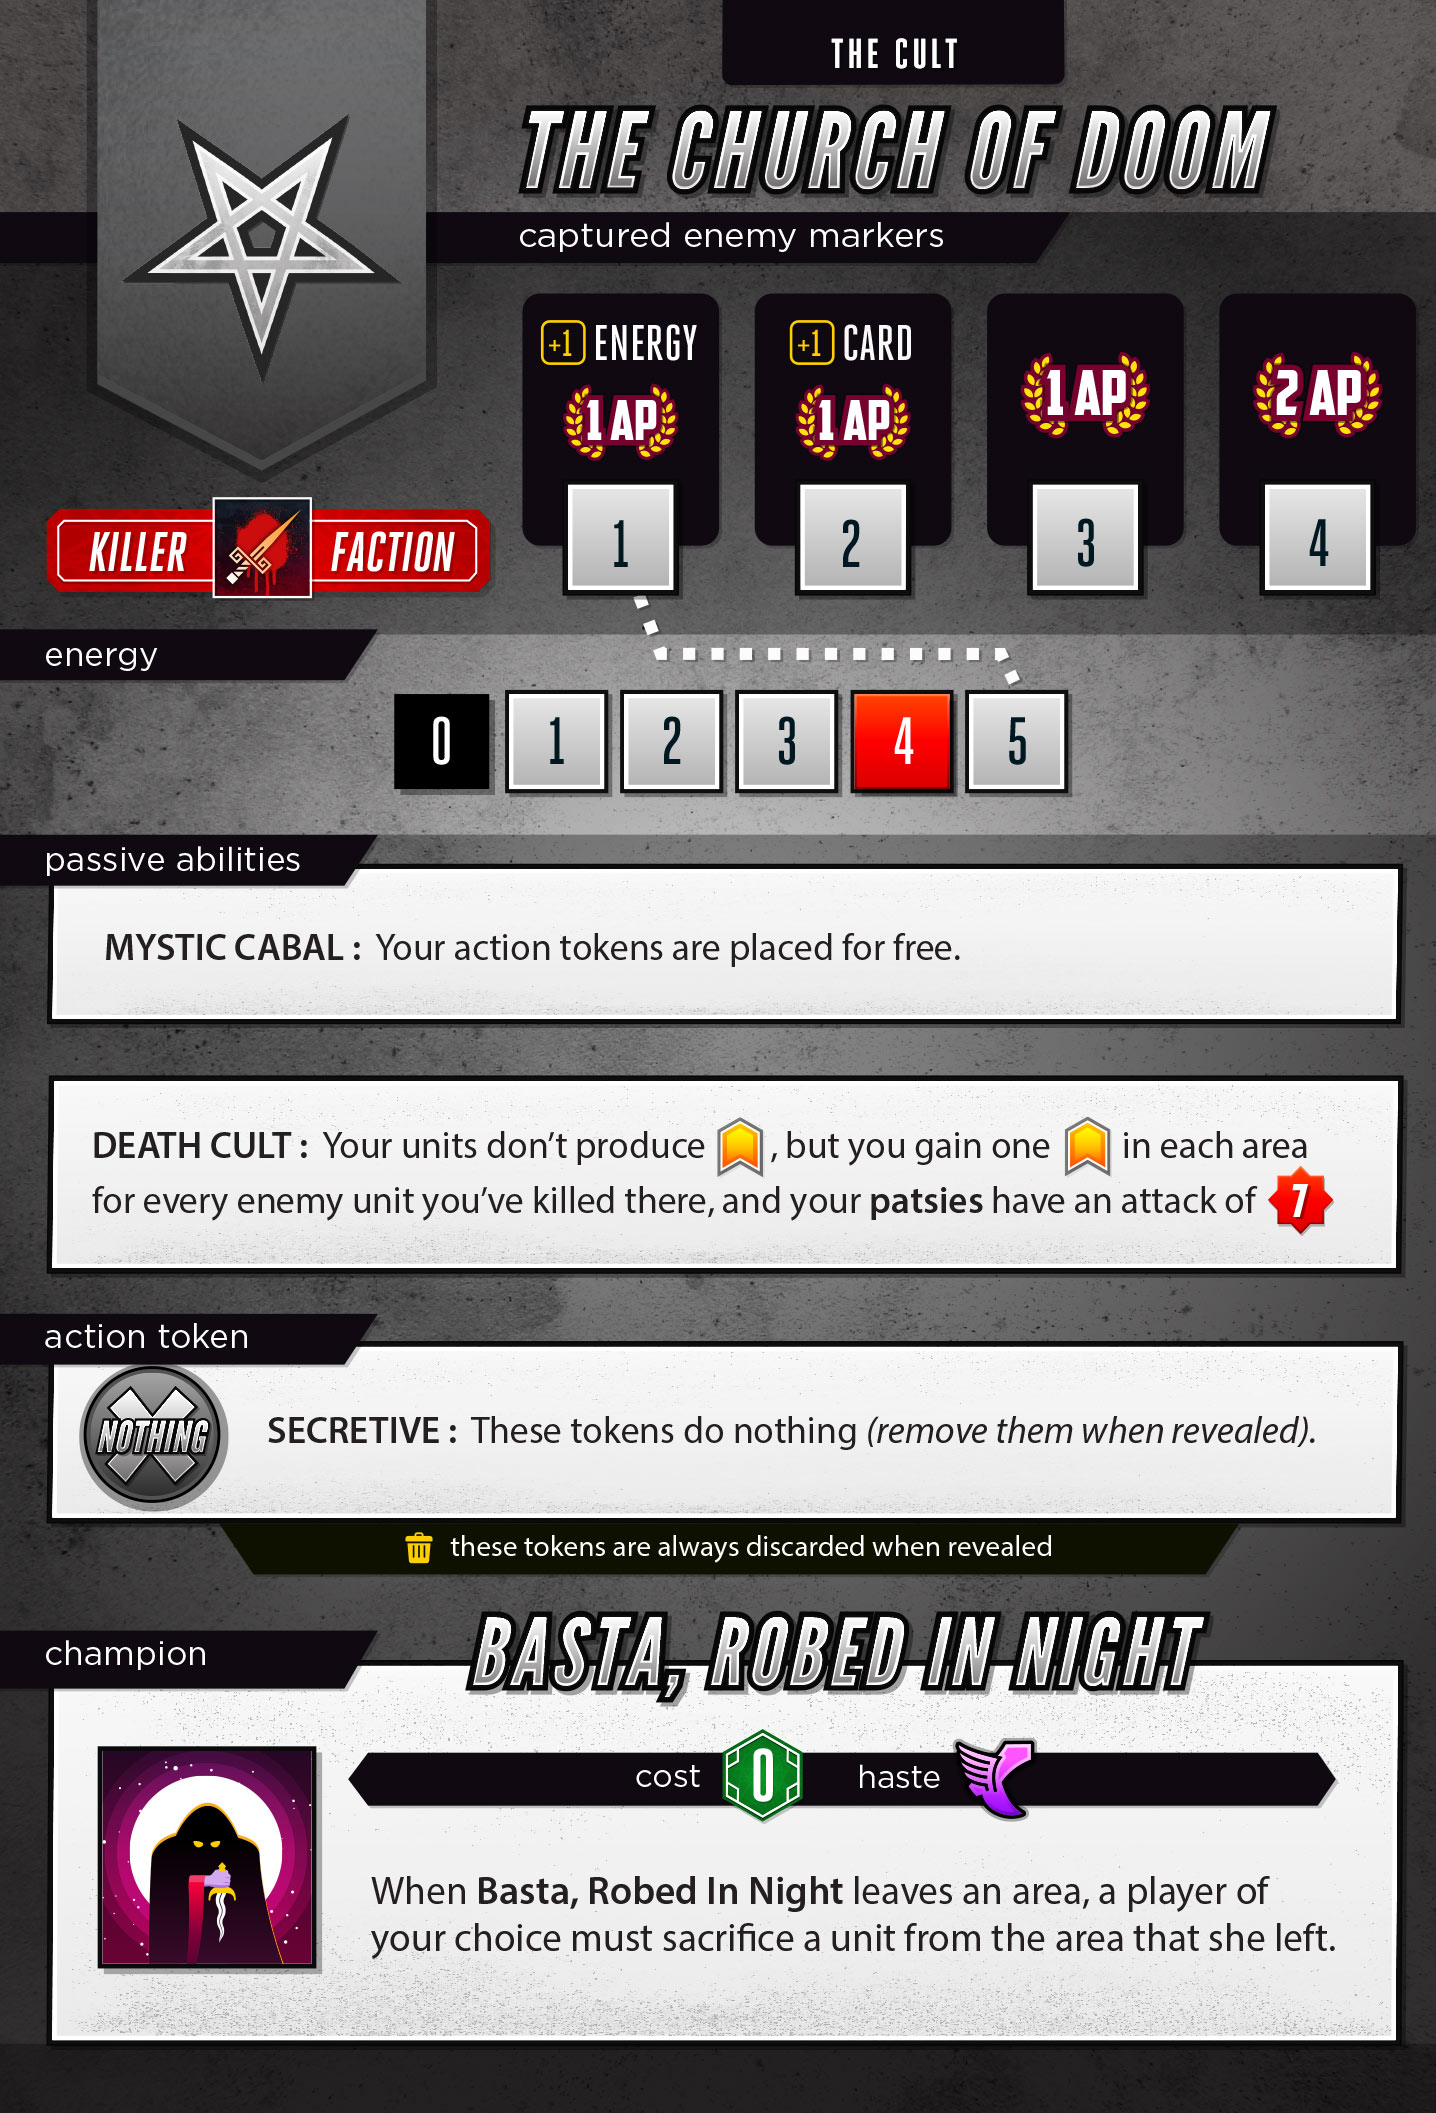 THE CULT
THE CHURCH OF DOOM
captured enemy markers
+1 ENERGY
1 AP
1
+1 CARD
1 AP
2
1 AP
3
2 AP
4
KILLER FACTION
energy
0 1 2 3 4 5
passive abilities
MYSTIC CABAL : Your action tokens are placed for free.
DEATH CULT : Your units don't produce , but you gain one in each area
for every enemy unit you've killed there, and your patsies have an attack of 7
action token
NOTHING
SECRETIVE : These tokens do nothing (remove them when revealed).
these tokens are always discarded when revealed
champion
BASTA, ROBED IN NIGHT
cost 0 haste
When Basta, Robed In Night leaves an area, a player of
your choice must sacrifice a unit from the area that she left.